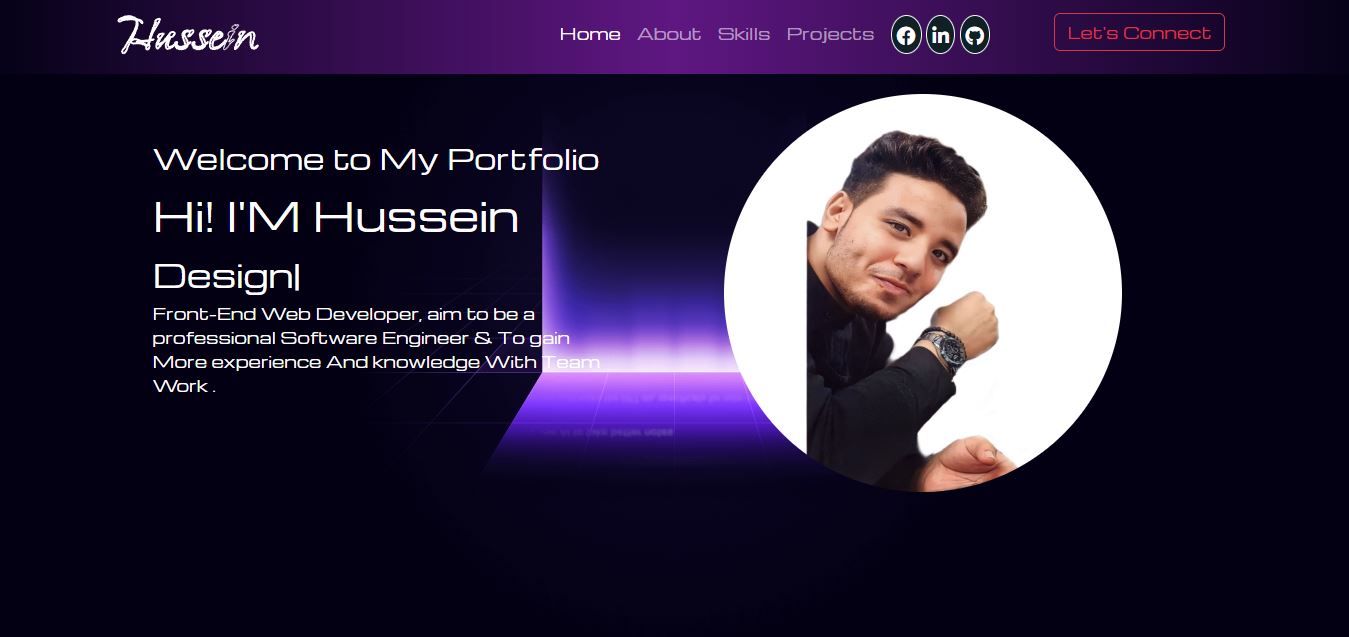 Hussein
Home About Skills Projects
Let's Connect
Welcome to My Portfolio
Hi! I'M Hussein
Design|
Front-End Web Developer, aim to be a
professional Software Engineer & To gain
More experience And knowledge With Team
Work .